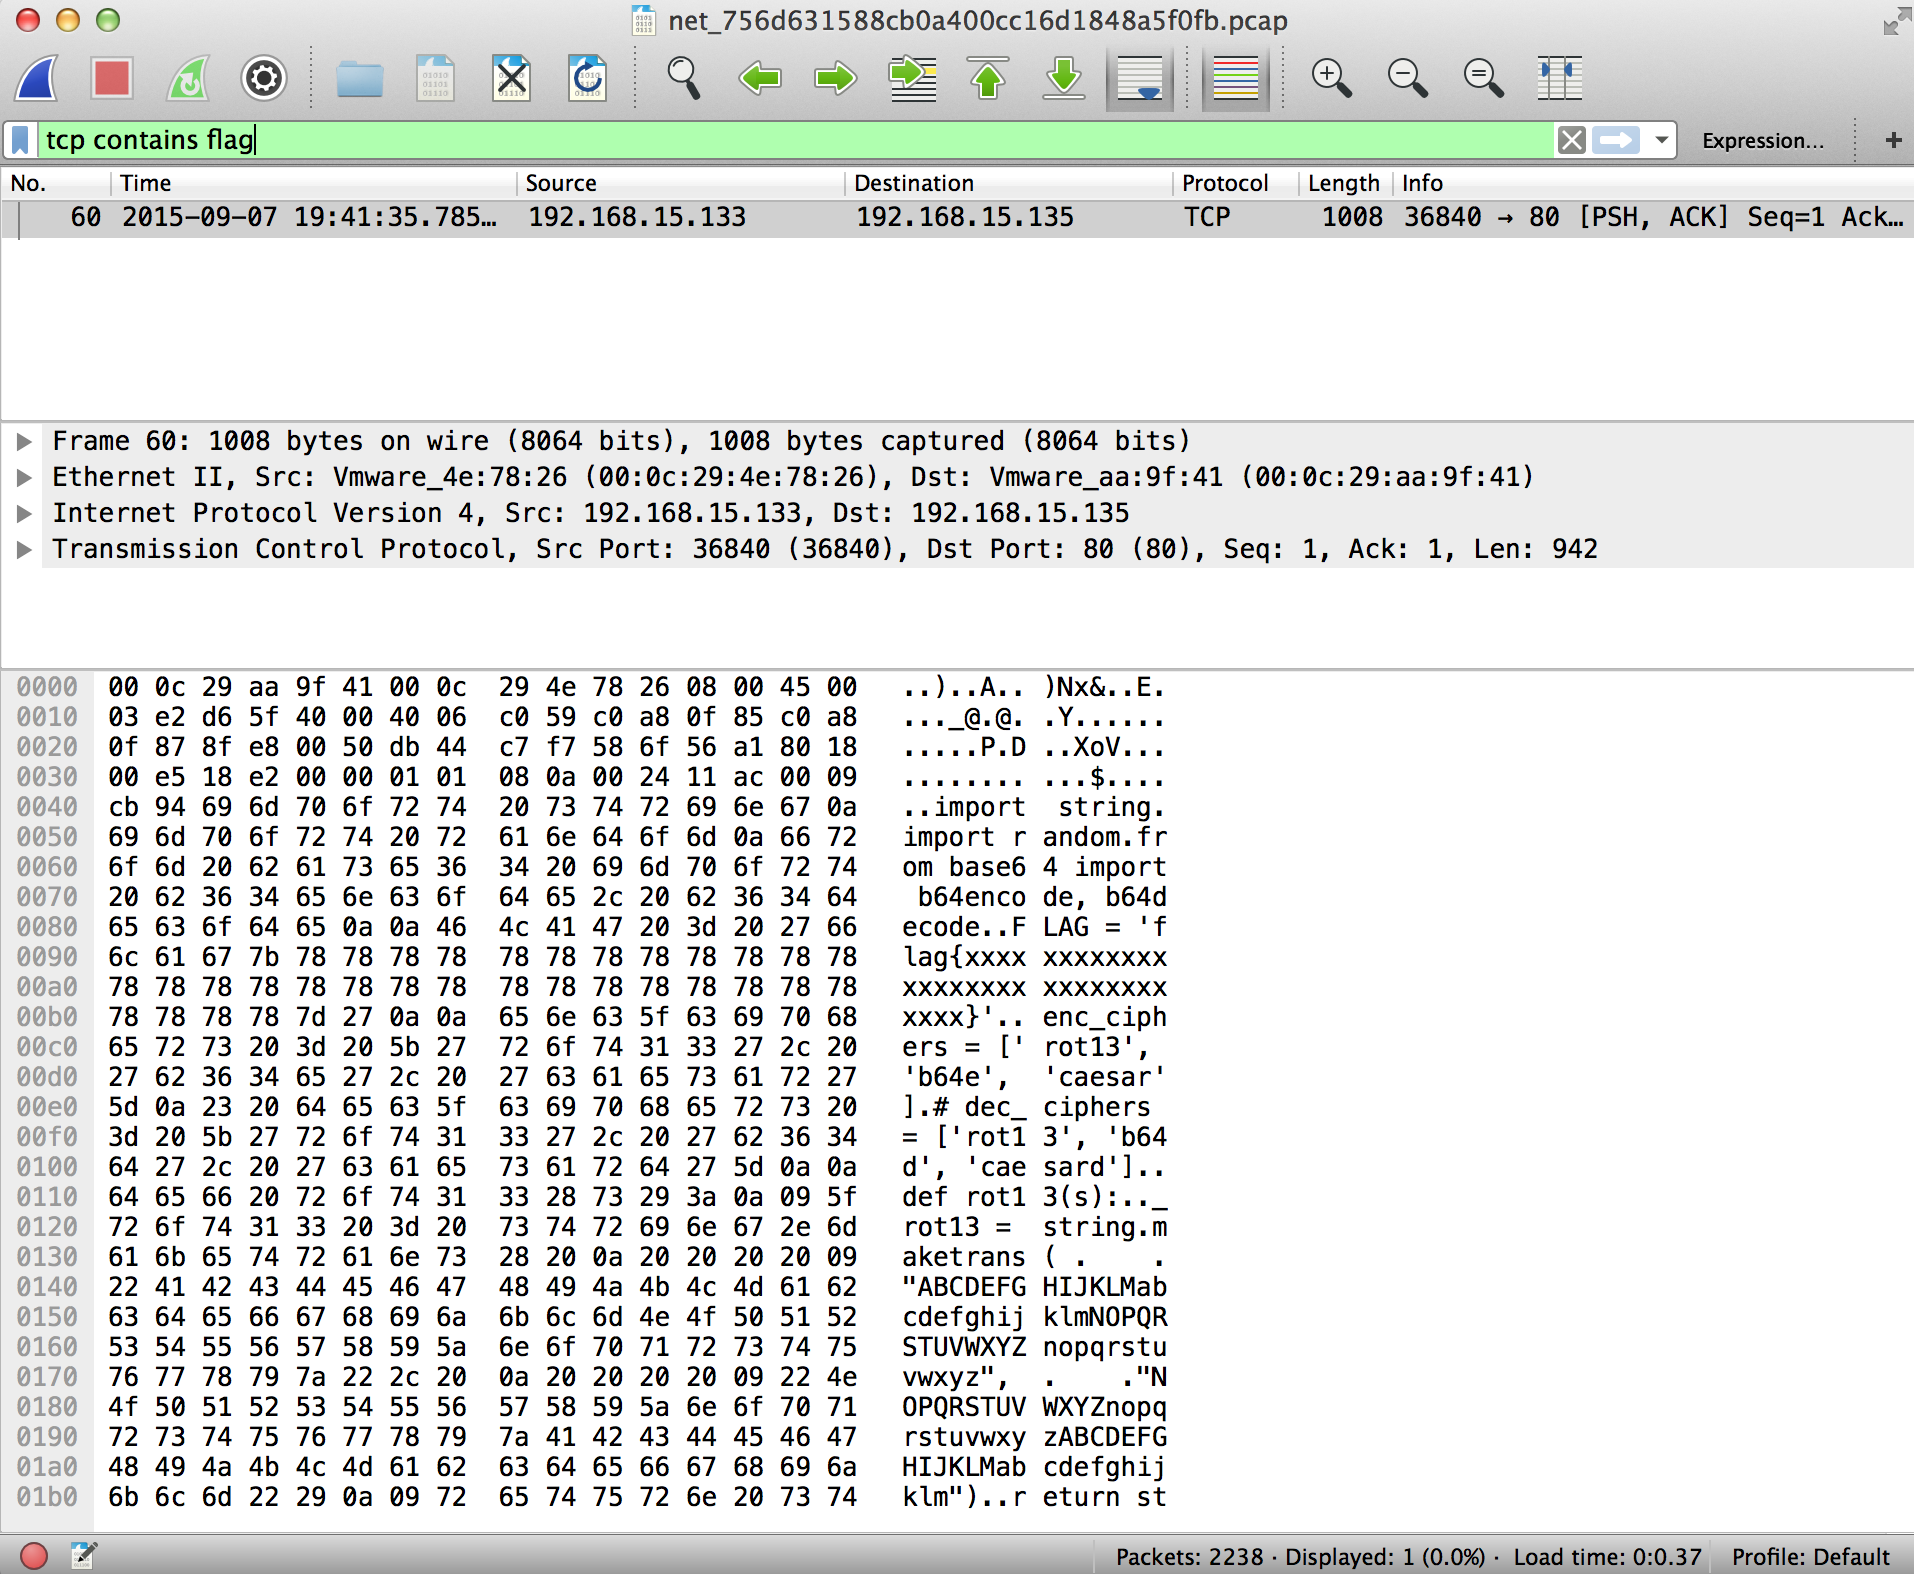 net_756d631588cb0a400cc16d1848a5f0fb.pcap
tcp contains flag
Expression...
+
No. Time Source Destination Protocol Length Info
60 2015-09-07 19:41:35.785… 192.168.15.133 192.168.15.135 TCP 1008 36840 → 80 [PSH, ACK] Seq=1 Ack…
Frame 60: 1008 bytes on wire (8064 bits), 1008 bytes captured (8064 bits)
Ethernet II, Src: Vmware_4e:78:26 (00:0c:29:4e:78:26), Dst: Vmware_aa:9f:41 (00:0c:29:aa:9f:41)
Internet Protocol Version 4, Src: 192.168.15.133, Dst: 192.168.15.135
Transmission Control Protocol, Src Port: 36840 (36840), Dst Port: 80 (80), Seq: 1, Ack: 1, Len: 942
0000 00 0c 29 aa 9f 41 00 0c 29 4e 78 26 08 00 45 00 ..)..A.. )Nx&..E.
0010 03 e2 d6 5f 40 00 40 06 c0 59 c0 a8 0f 85 c0 a8 ..._@.@. .Y......
0020 0f 87 8f e8 00 50 db 44 c7 f7 58 6f 56 a1 80 18 .....P.D ..XoV...
0030 00 e5 18 e2 00 00 01 01 08 0a 00 24 11 ac 00 09 ........ ...$....
0040 cb 94 69 6d 70 6f 72 74 20 73 74 72 69 6e 67 0a ..import  string.
0050 69 6d 70 6f 72 74 20 72 61 6e 64 6f 6d 0a 66 72 import r andom.fr
0060 6f 6d 20 62 61 73 65 36 34 20 69 6d 70 6f 72 74 om base6 4 import
0070 20 62 36 34 65 6e 63 6f 64 65 2c 20 62 36 34 64  b64enco de, b64d
0080 65 63 6f 64 65 0a 0a 46 4c 41 47 20 3d 20 27 66 ecode..F LAG = 'f
0090 6c 61 67 7b 78 78 78 78 78 78 78 78 78 78 78 78 lag{xxxx xxxxxxxx
00a0 78 78 78 78 78 78 78 78 78 78 78 78 78 78 78 78 xxxxxxxx xxxxxxxx
00b0 78 78 78 78 7d 27 0a 0a 65 6e 63 5f 63 69 70 68 xxxx}'.. enc_ciph
00c0 65 72 73 20 3d 20 5b 27 72 6f 74 31 33 27 2c 20 ers = [' rot13',
00d0 27 62 36 34 65 27 2c 20 27 63 61 65 73 61 72 27 'b64e',  'caesar'
00e0 5d 0a 23 20 64 65 63 5f 63 69 70 68 65 72 73 20 ].# dec_ ciphers
00f0 3d 20 5b 27 72 6f 74 31 33 27 2c 20 27 62 36 34 = ['rot1 3', 'b64
0100 64 27 2c 20 27 63 61 65 73 61 72 64 27 5d 0a 0a d', 'cae sard']..
0110 64 65 66 20 72 6f 74 31 33 28 73 29 3a 0a 09 5f def rot1 3(s):.._
0120 72 6f 74 31 33 20 3d 20 73 74 72 69 6e 67 2e 6d rot13 =  string.m
0130 61 6b 65 74 72 61 6e 73 28 20 0a 20 20 20 20 09 aketrans ( .    .
0140 22 41 42 43 44 45 46 47 48 49 4a 4b 4c 4d 61 62 "ABCDEFG HIJKLMab
0150 63 64 65 66 67 68 69 6a 6b 6c 6d 4e 4f 50 51 52 cdefghij klmNOPQR
0160 53 54 55 56 57 58 59 5a 6e 6f 70 71 72 73 74 75 STUVWXYZ nopqrstu
0170 76 77 78 79 7a 22 2c 20 0a 20 20 20 20 09 22 4e vwxyz",  .    ."N
0180 4f 50 51 52 53 54 55 56 57 58 59 5a 6e 6f 70 71 OPQRSTUV WXYZnopq
0190 72 73 74 75 76 77 78 79 7a 41 42 43 44 45 46 47 rstuvwxy zABCDEFG
01a0 48 49 4a 4b 4c 4d 61 62 63 64 65 66 67 68 69 6a HIJKLMab cdefghij
01b0 6b 6c 6d 22 29 0a 09 72 65 74 75 72 6e 20 73 74 klm")..r eturn st
Packets: 2238 · Displayed: 1 (0.0%) · Load time: 0:0.37 Profile: Default